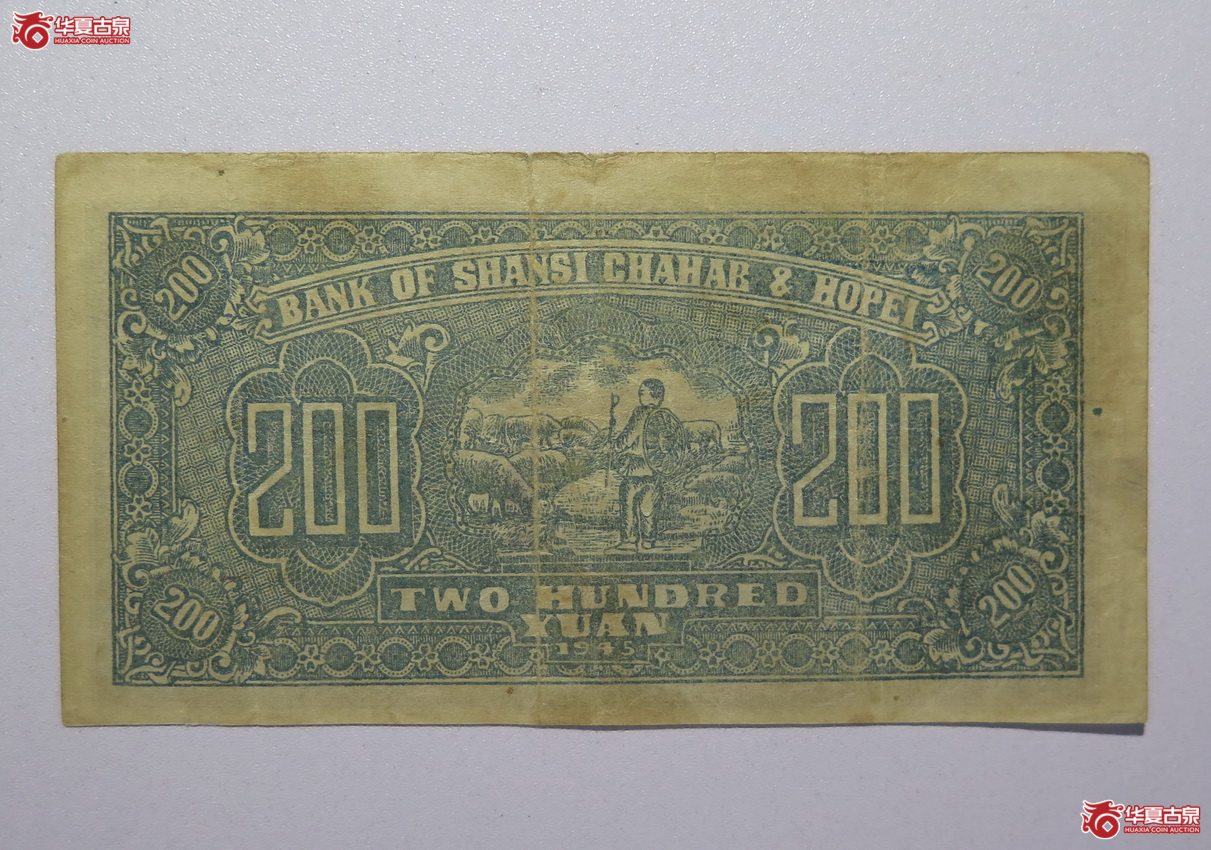 华夏古泉
HUAXIA COIN AUCTION
200
200
BANK OF SHANSI CHAHAR & HOPEI
200
200
TWO HUNDRED
YUAN
1945
200
200
华夏古泉
HUAXIA COIN AUCTION